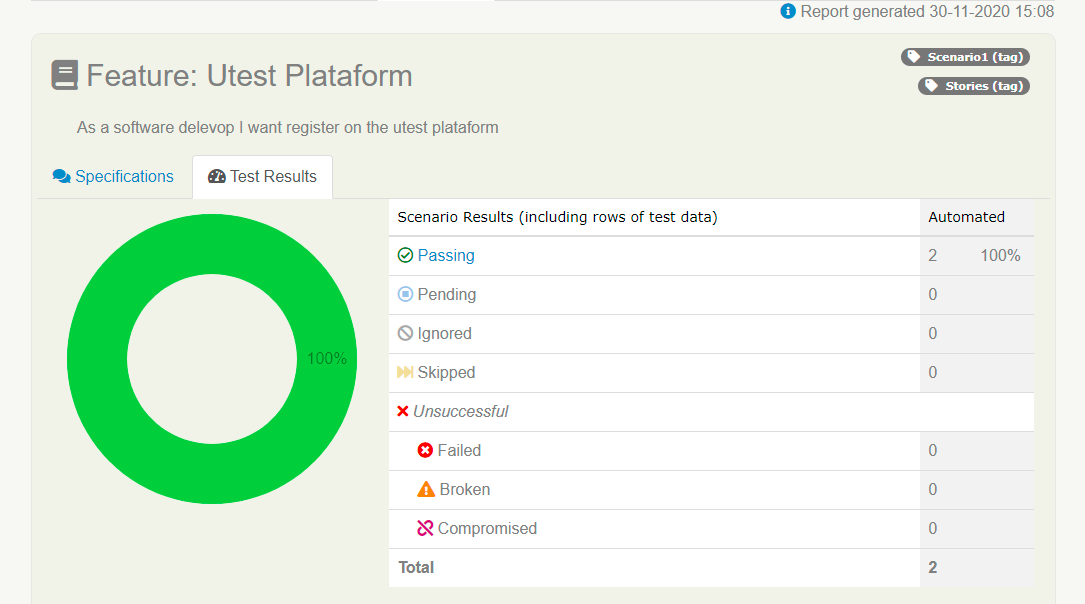 Report generated 30-11-2020 15:08
Feature: Utest Plataform
Scenario1 (tag)
Stories (tag)
As a software delevop I want register on the utest plataform
Specifications
Test Results
Scenario Results (including rows of test data) Automated
Passing 2 100%
Pending 0
Ignored 0
100%
Skipped 0
Unsuccessful
Failed 0
Broken 0
Compromised 0
Total 2